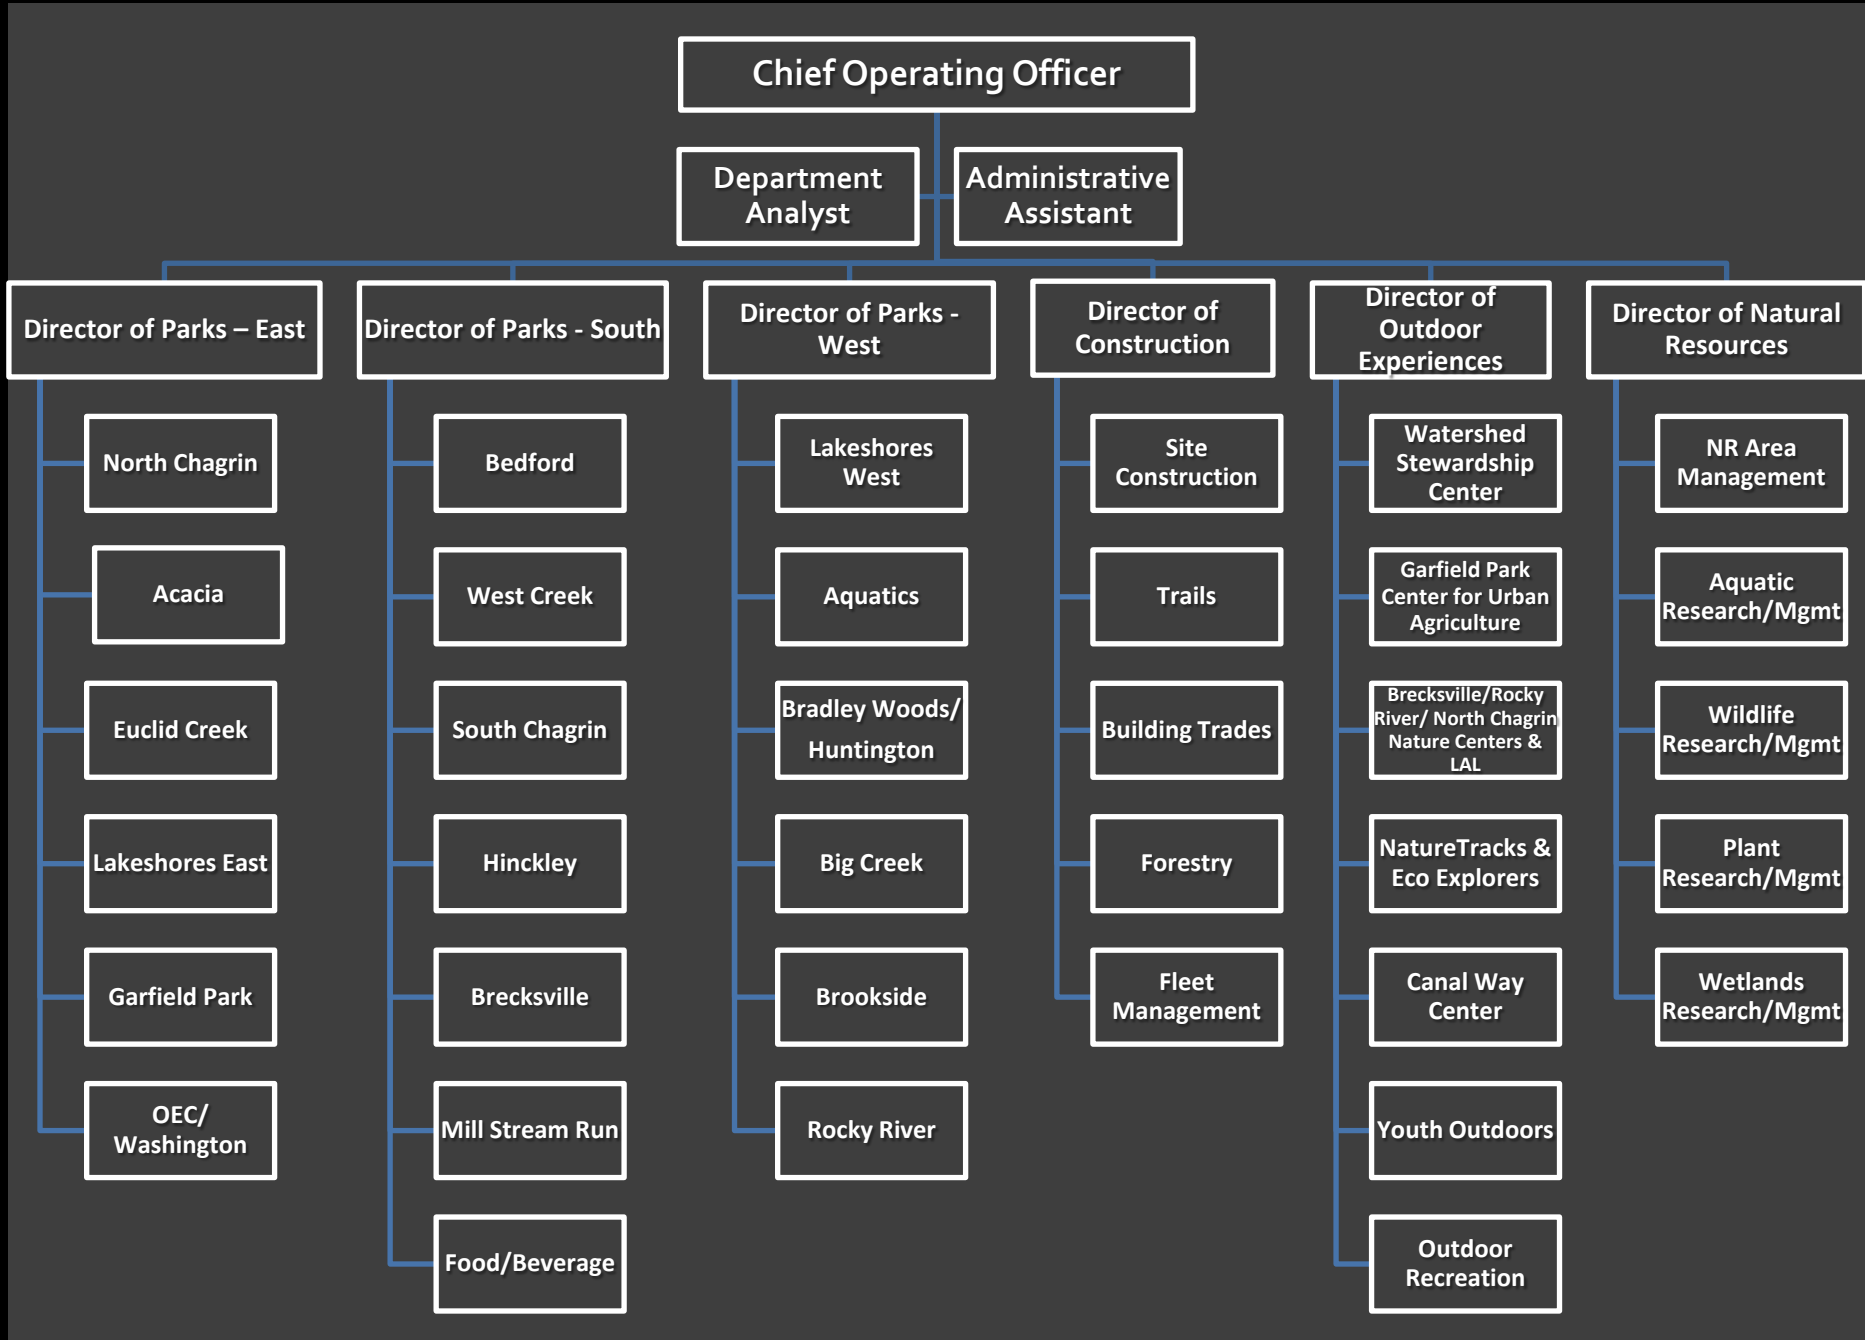 Chief Operating Officer
Department
Analyst
Administrative
Assistant
Director of Parks – East
North Chagrin
Acacia
Euclid Creek
Lakeshores East
Garfield Park
OEC/
Washington
Director of Parks - South
Bedford
West Creek
South Chagrin
Hinckley
Brecksville
Mill Stream Run
Food/Beverage
Director of Parks -
West
Lakeshores
West
Aquatics
Bradley Woods/
Huntington
Big Creek
Brookside
Rocky River
Director of
Construction
Site
Construction
Trails
Building Trades
Forestry
Fleet
Management
Director of
Outdoor
Experiences
Watershed
Stewardship
Center
Garfield Park
Center for Urban
Agriculture
Brecksville/Rocky
River/ North Chagrin
Nature Centers &
LAL
NatureTracks &
Eco Explorers
Canal Way
Center
Youth Outdoors
Outdoor
Recreation
Director of Natural
Resources
NR Area
Management
Aquatic
Research/Mgmt
Wildlife
Research/Mgmt
Plant
Research/Mgmt
Wetlands
Research/Mgmt